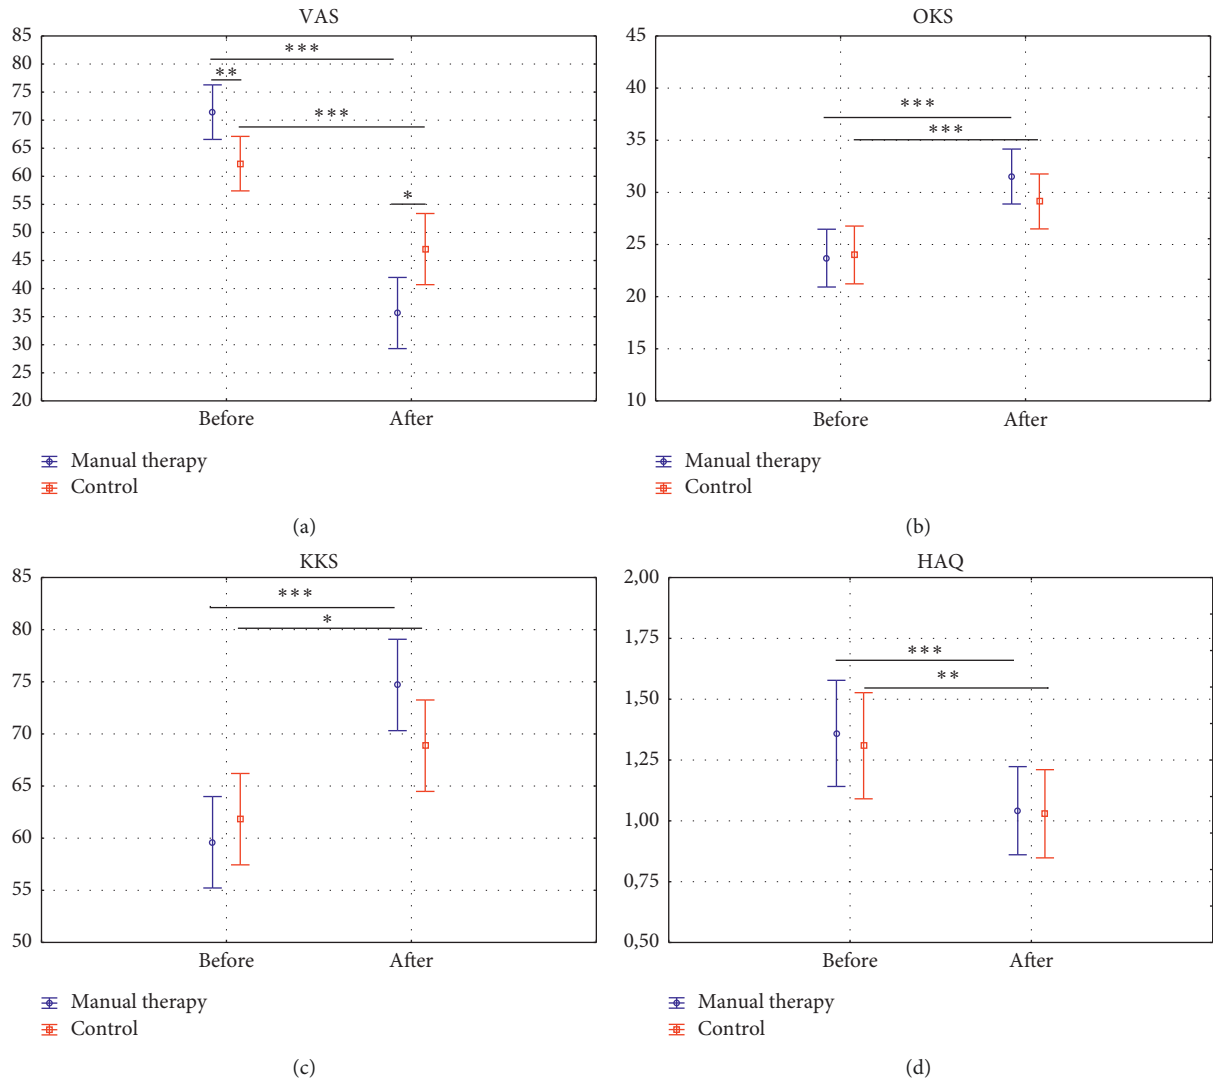 VAS
85
80
75
70
65
60
55
50
45
40
35
30
25
20
***
**
***
*
Before After
Manual therapy
Control
(a)
OKS
45
40
35
30
25
20
15
10
***
***
Before After
Manual therapy
Control
(b)
KKS
85
80
75
70
65
60
55
50
***
*
Before After
Manual therapy
Control
(c)
HAQ
2,00
1,75
1,50
1,25
1,00
0,75
0,50
***
**
Before After
Manual therapy
Control
(d)